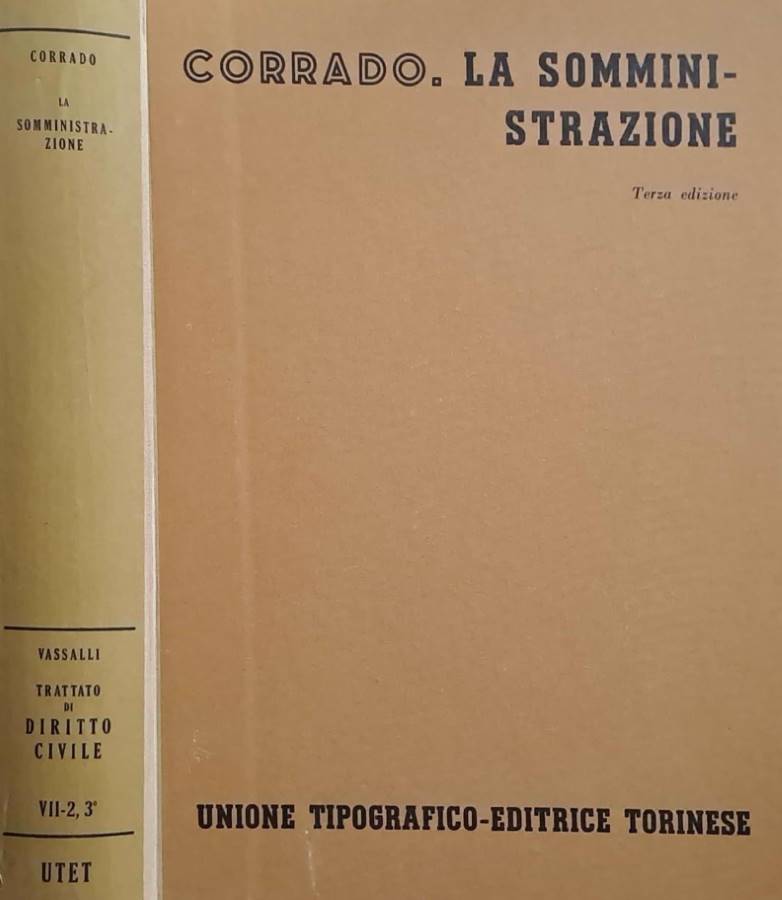 CORRADO
LA
SOMMINISTRA-
ZIONE
VASSALLI
TRATTATO
DI
DIRITTO
CIVILE
VII-2, 3°
UTET
CORRADO. LA SOMMINI-
STRAZIONE
Terza edizione
UNIONE TIPOGRAFICO-EDITRICE TORINESE